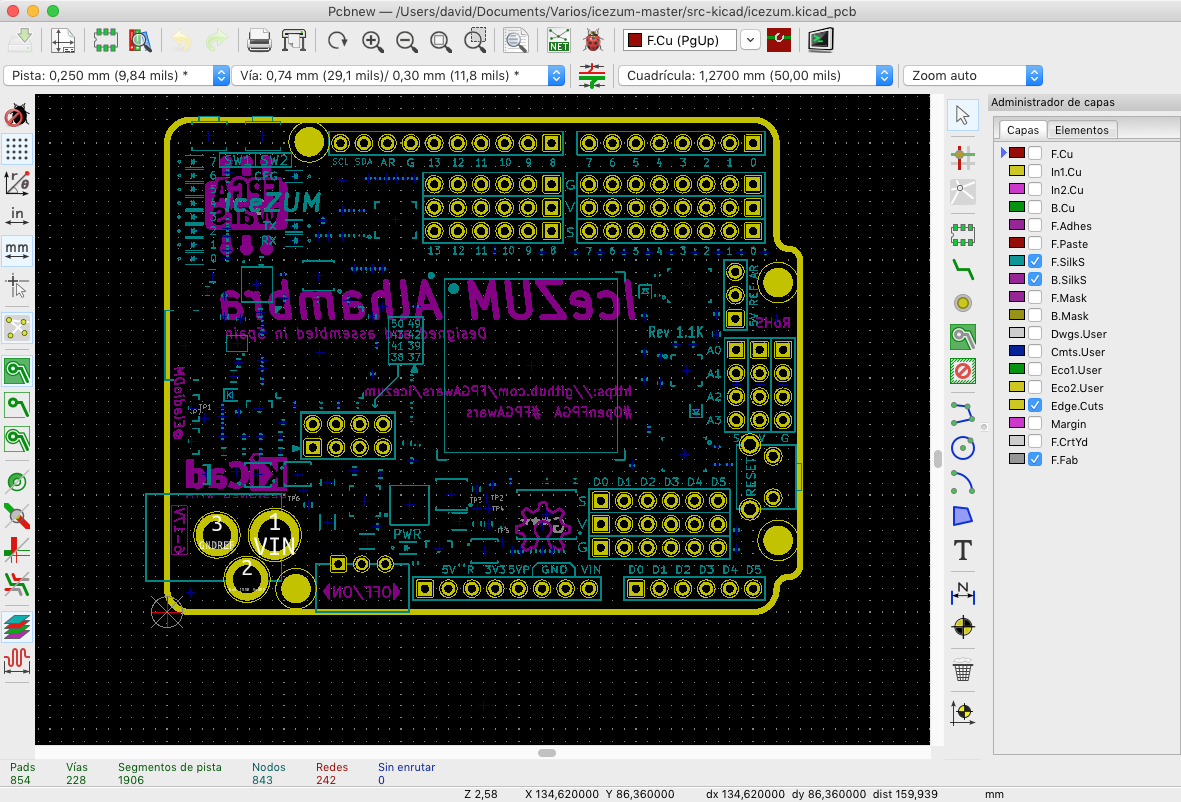 Pcbnew — /Users/david/Documents/Varios/icezum-master/src-kicad/icezum.kicad_pcb
NET
F.Cu (PgUp)
Pista: 0,250 mm (9,84 mils) *
Vía: 0,74 mm (29,1 mils)/ 0,30 mm (11,8 mils) *
Cuadrícula: 1,2700 mm (50,00 mils)
Zoom auto
in
mm
SCL SDA AR G 13 12 11 10 9 8
7 6 5 4 3 2 1 0
SW1 SW2
CFG
FPGA
IceZUM
TX
RX
G
V
S
13 12 11 10 9 8
7 6 5 4 3 2 1 0
IceZUM Alhambra
Designed and assembled in Spain
50 49
41 39
38 37
Rev 1.1K
5V REF AR
RoHS
A0
A1
A2
A3
S V G
https://github.com/FPGAwars/icezum
#OpenFPGA #FPGAwars
TP1
KiCad
TP6
TP3
TP2
TP5
6-17V
3
GNDREF
1
VIN
2
PWR
RESET
D0 D1 D2 D3 D4 D5
S
V
G
OFF/ON
5V R 3V3 5VP GND VIN
D0 D1 D2 D3 D4 D5
T
N
Administrador de capas
Capas
Elementos
F.Cu
In1.Cu
In2.Cu
B.Cu
F.Adhes
F.Paste
F.SilkS
B.SilkS
F.Mask
B.Mask
Dwgs.User
Cmts.User
Eco1.User
Eco2.User
Edge.Cuts
Margin
F.CrtYd
F.Fab
Pads
854
Vías
228
Segmentos de pista
1906
Nodos
843
Redes
242
Sin enrutar
0
Z 2,58
X 134,620000 Y 86,360000
dx 134,620000 dy 86,360000 dist 159,939
mm